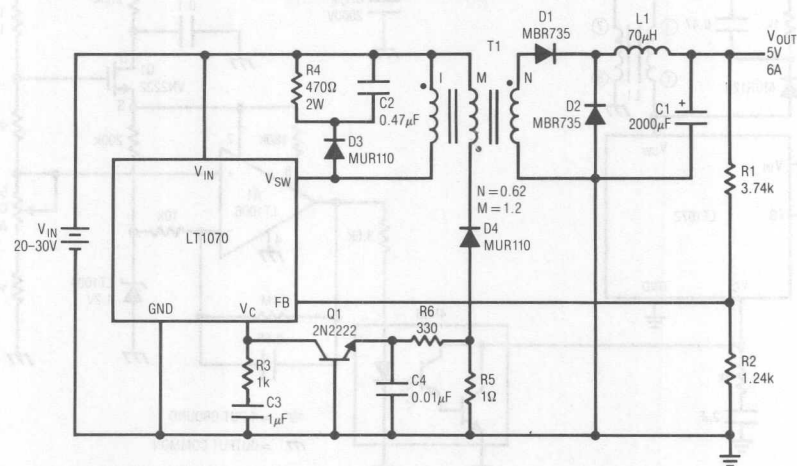 D1
MBR735
L1
70μH
VOUT
5V
6A
T1
R4
470Ω
2W
C2
0.47μF
I
M
N
D3
MUR110
D2
MBR735
C1
2000μF
+
R1
3.74k
VIN
VSW
N = 0.62
M = 1.2
D4
MUR110
VIN
20–30V
LT1070
GND
VC
FB
Q1
2N2222
R6
330
R3
1k
C3
1μF
C4
0.01μF
R5
1Ω
R2
1.24k